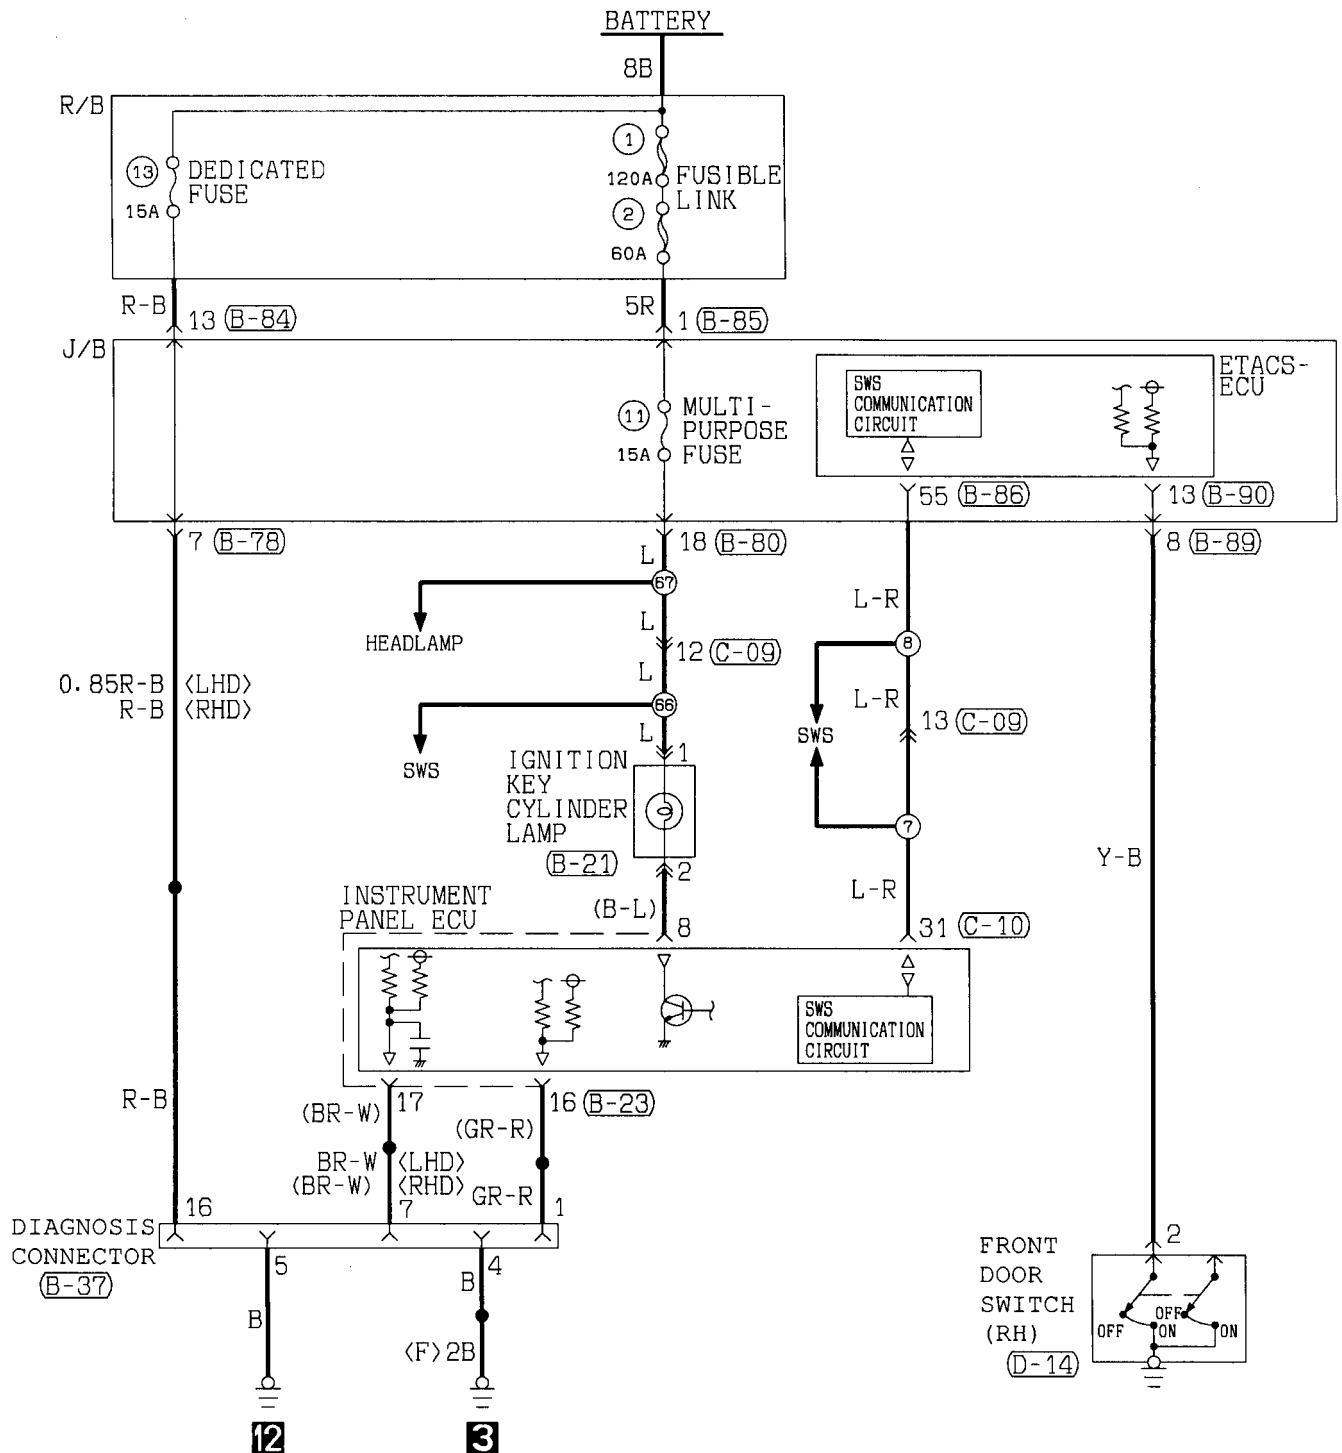 BATTERY
8B
R/B
1
13 DEDICATED
FUSE
15A
120A FUSIBLE
LINK
2
60A
R-B
13 (B-84)
5R
1 (B-85)
J/B
ETACS-
ECU
SWS
COMMUNICATION
CIRCUIT
11 MULTI-
PURPOSE
15A FUSE
55 (B-86)
13 (B-90)
7 (B-78)
18 (B-80)
8 (B-89)
L
67
L-R
HEADLAMP
L
8
12 (C-09)
0.85R-B <LHD>
R-B <RHD>
L
L-R
66
13 (C-09)
SWS
L
SWS
1
IGNITION
KEY
CYLINDER
LAMP
(B-21)
7
Y-B
2
L-R
INSTRUMENT
PANEL ECU
(B-L)
8
31 (C-10)
SWS
COMMUNICATION
CIRCUIT
R-B
(BR-W)
17
16 (B-23)
(GR-R)
BR-W <LHD>
(BR-W) <RHD>
16
7
GR-R
1
DIAGNOSIS
CONNECTOR
(B-37)
5
4
B
B
<F>2B
12
3
2
FRONT
DOOR
SWITCH
(RH)
(D-14)
OFF
ON
OFF
ON